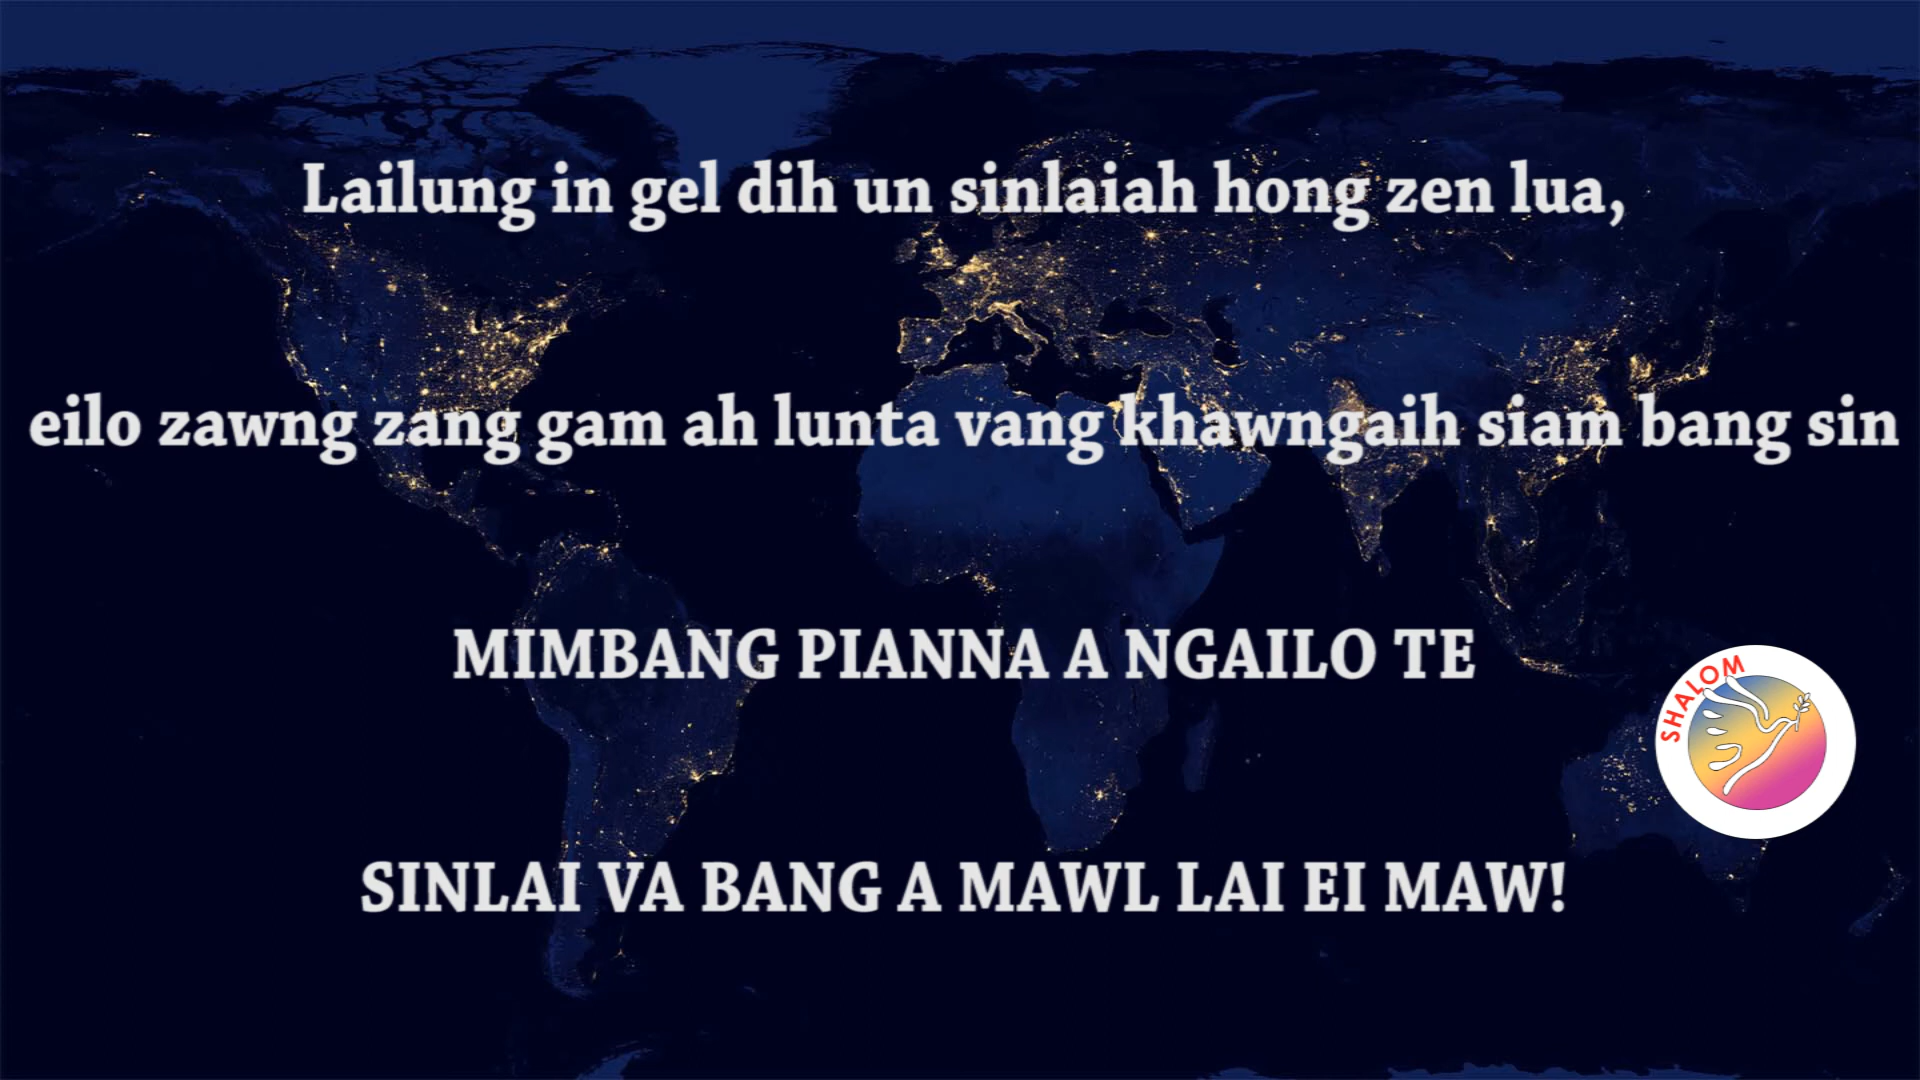 Lailung in gel dih un sinlaiah hong zen lua,
eilo zawng zang gam ah lunta vang khawngaih siam bang sin
MIMBANG PIANNA A NGAILO TE
SHALOM
SINLAI VA BANG A MAWL LAI EI MAW!